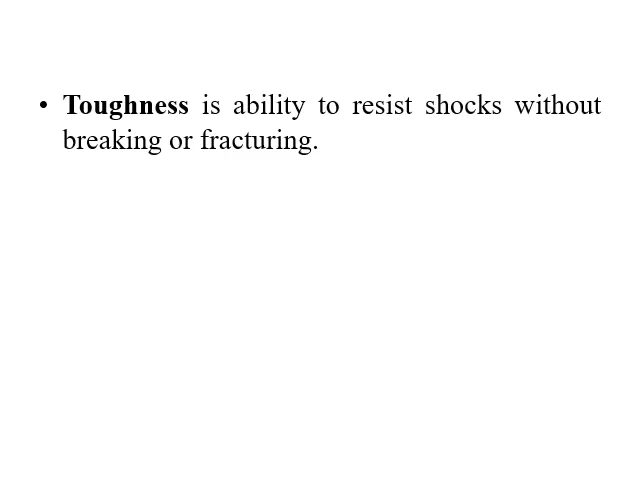 • Toughness is ability to resist shocks without
breaking or fracturing.